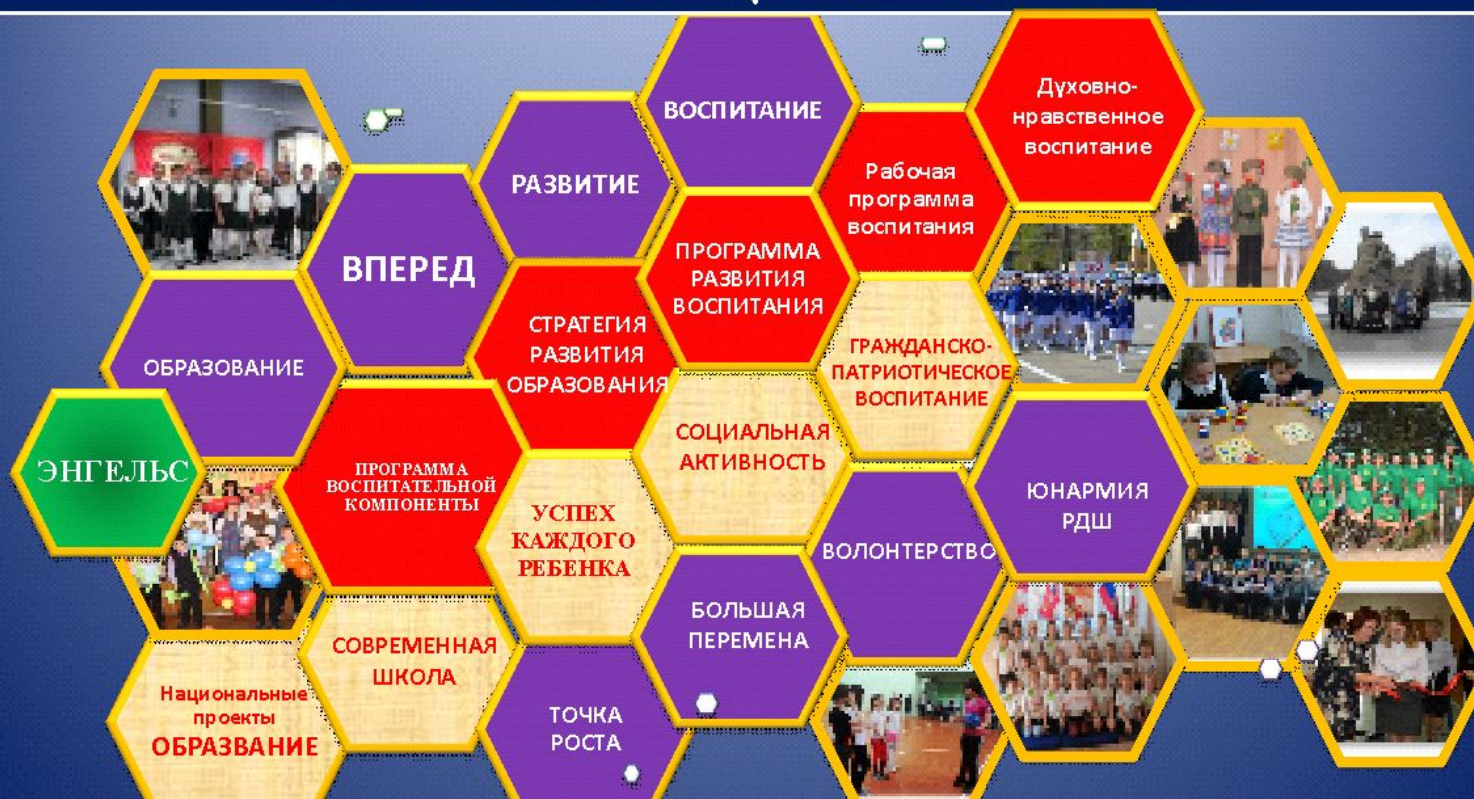 ВОСПИТАНИЕ
Духовно-
нравственное
воспитание
РАЗВИТИЕ
Рабочая
программа
воспитания
ВПЕРЕД
ПРОГРАММА
РАЗВИТИЯ
ВОСПИТАНИЯ
СТРАТЕГИЯ
РАЗВИТИЯ
ОБРАЗОВАНИЯ
ГРАЖДАНСКО-
ПАТРИОТИЧЕСКОЕ
ВОСПИТАНИЕ
ОБРАЗОВАНИЕ
СОЦИАЛЬНАЯ
АКТИВНОСТЬ
ЭНГЕЛЬС
ПРОГРАММА
ВОСПИТАТЕЛЬНОЙ
КОМПОНЕНТЫ
ЮНАРМИЯ
РДШ
УСПЕХ
КАЖДОГО
РЕБЕНКА
ВОЛОНТЕРСТВО
БОЛЬШАЯ
ПЕРЕМЕНА
СОВРЕМЕННАЯ
ШКОЛА
Национальные
проекты
ОБРАЗВАНИЕ
ТОЧКА
РОСТА